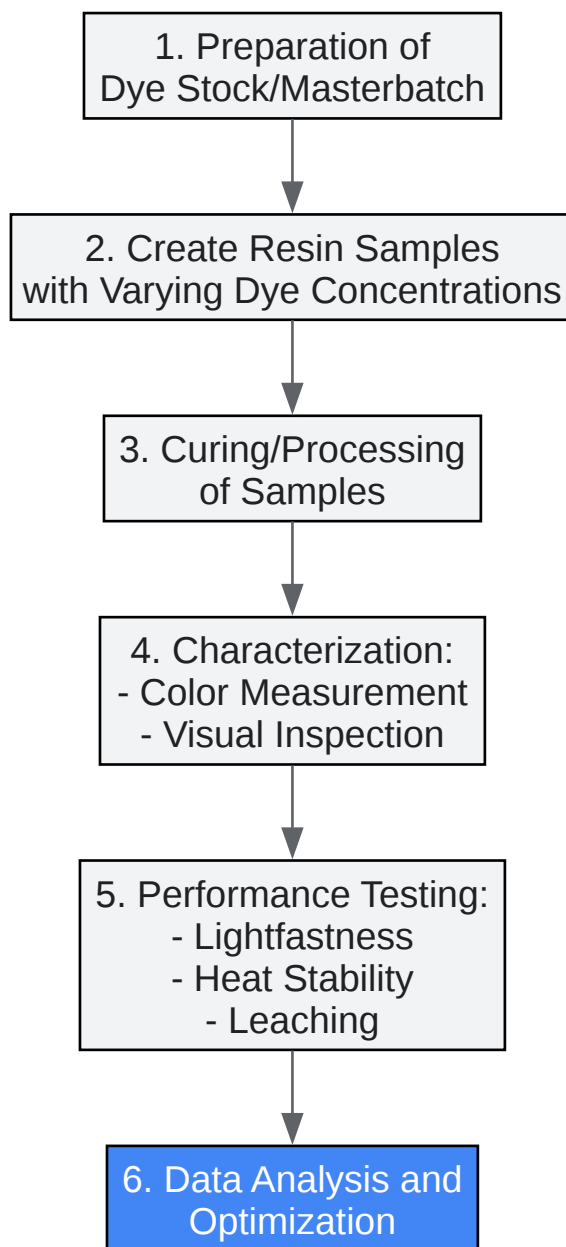 1. Preparation of
Dye Stock/Masterbatch
2. Create Resin Samples
with Varying Dye Concentrations
3. Curing/Processing
of Samples
4. Characterization:
- Color Measurement
- Visual Inspection
5. Performance Testing:
- Lightfastness
- Heat Stability
- Leaching
6. Data Analysis and
Optimization